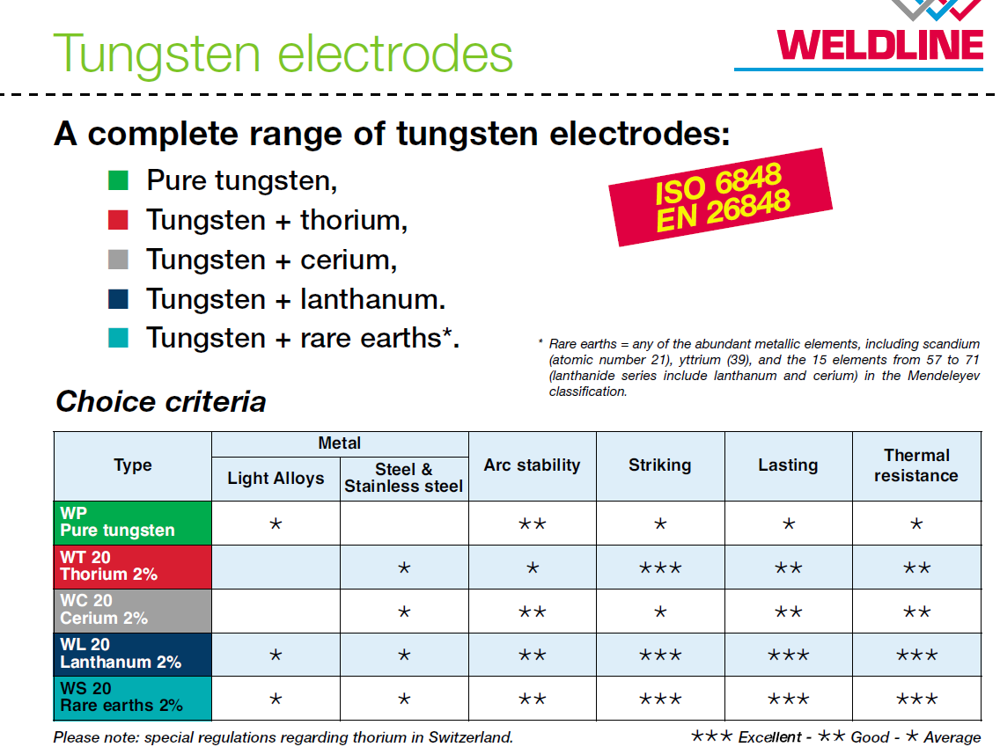 Tungsten electrodes
WELDLINE
A complete range of tungsten electrodes:
Pure tungsten,
Tungsten + thorium,
Tungsten + cerium,
Tungsten + lanthanum.
Tungsten + rare earths*.
ISO 6848
EN 26848
* Rare earths = any of the abundant metallic elements, including scandium
(atomic number 21), yttrium (39), and the 15 elements from 57 to 71
(lanthanide series include lanthanum and cerium) in the Mendeleyev
classification.
Choice criteria
Type Metal Arc stability Striking Lasting Thermal resistance
Light Alloys Steel & Stainless steel
WP Pure tungsten * ** * * *
WT 20 Thorium 2% * * *** ** **
WC 20 Cerium 2% * ** * ** **
WL 20 Lanthanum 2% * * ** *** *** ***
WS 20 Rare earths 2% * * ** *** *** ***
Please note: special regulations regarding thorium in Switzerland.
*** Excellent - ** Good - * Average